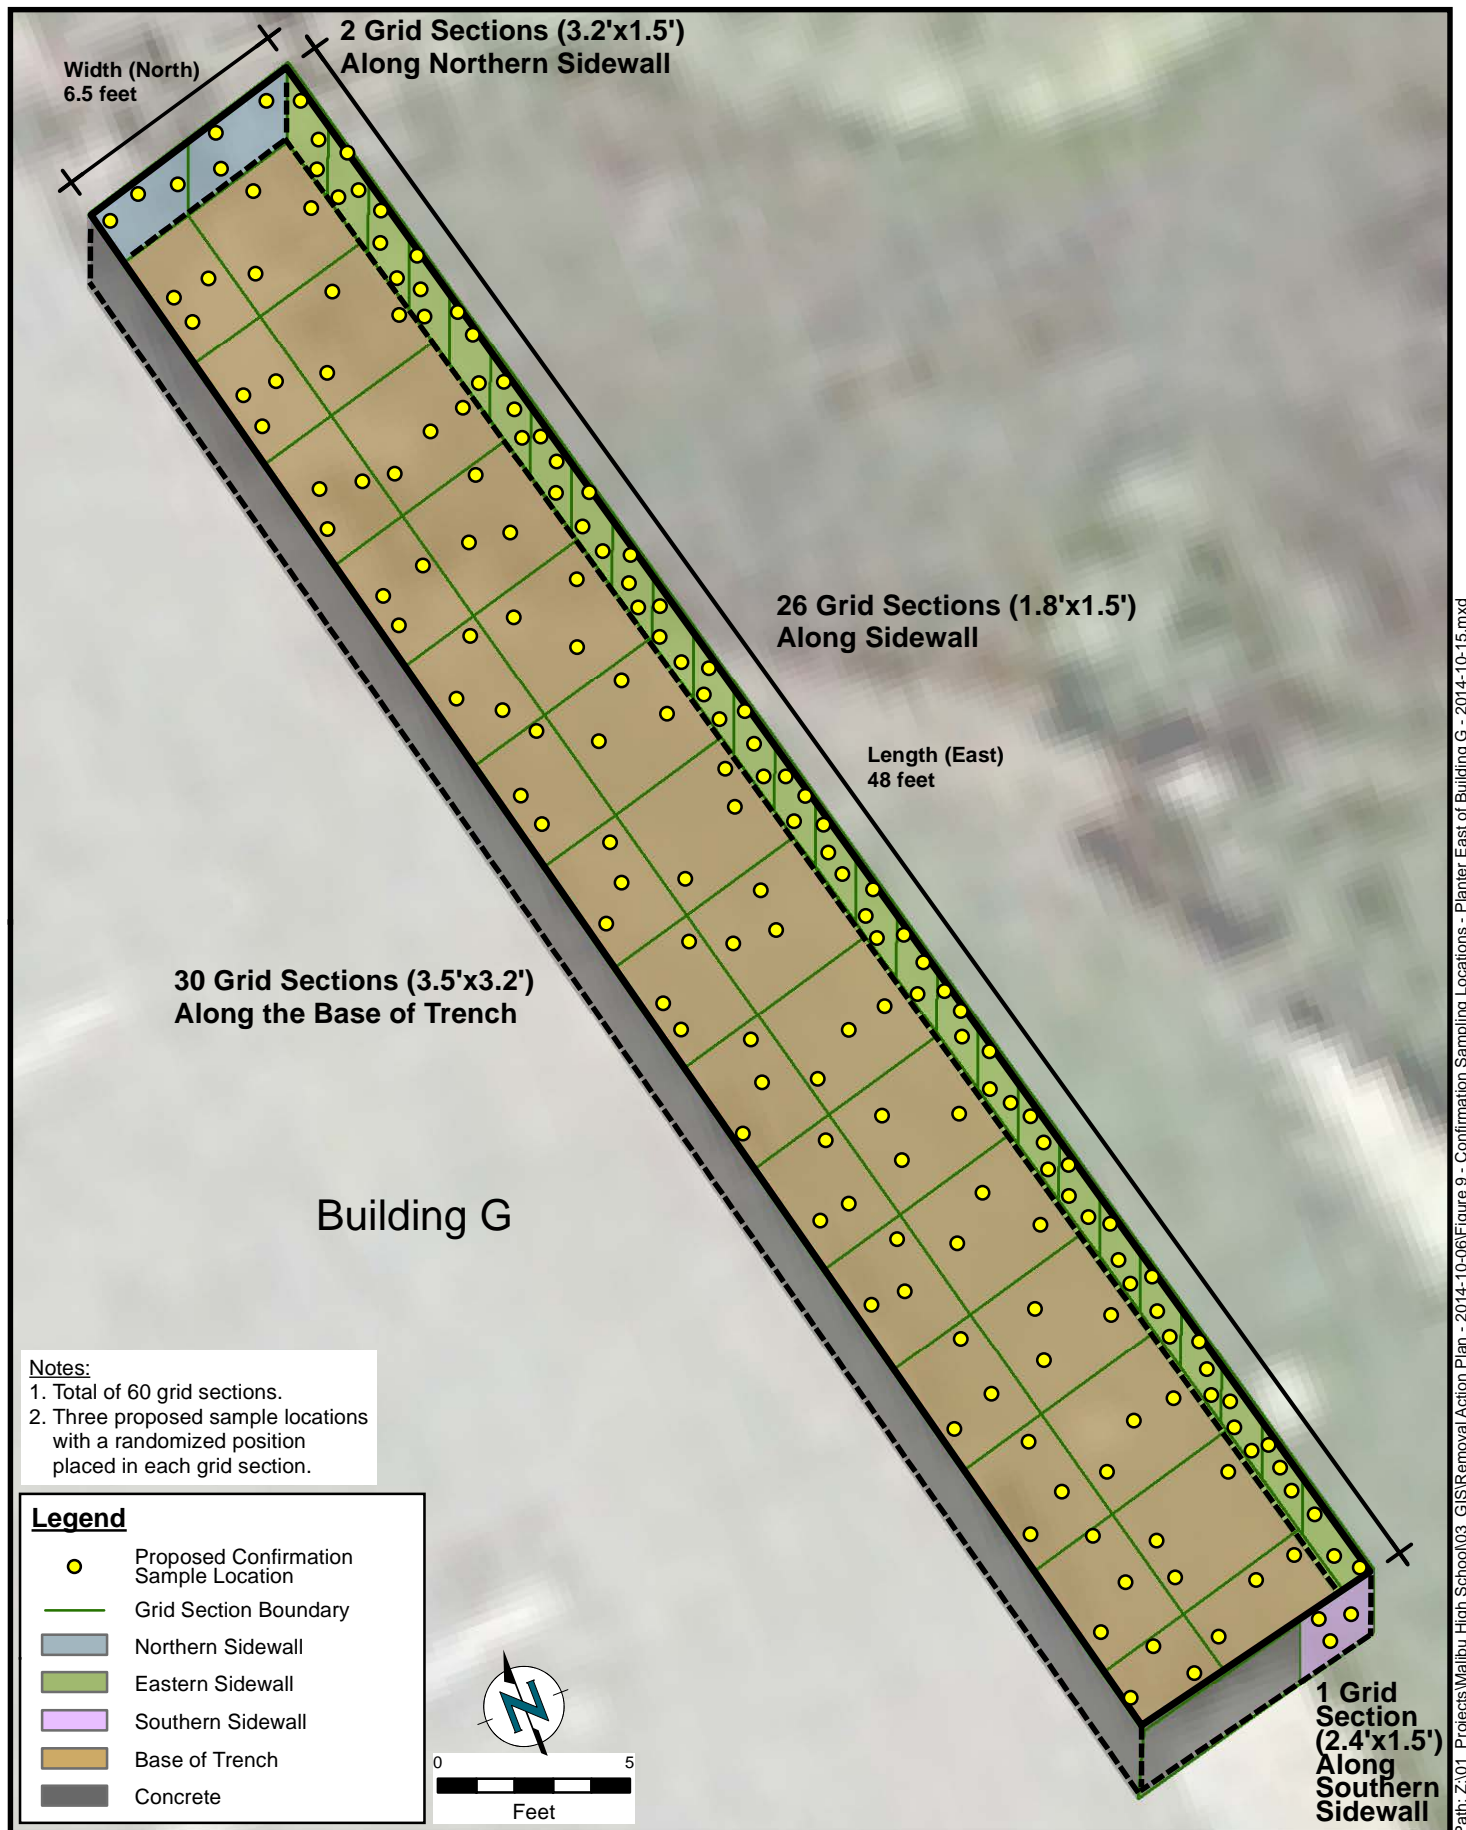 2 Grid Sections (3.2'x1.5')
Along Northern Sidewall
Width (North)
6.5 feet
26 Grid Sections (1.8'x1.5')
Along Sidewall
Length (East)
48 feet
30 Grid Sections (3.5'x3.2')
Along the Base of Trench
Building G
Notes:
1. Total of 60 grid sections.
2. Three proposed sample locations
with a randomized position
placed in each grid section.
Legend
Proposed Confirmation
Sample Location
Grid Section Boundary
Northern Sidewall
Eastern Sidewall
Southern Sidewall
Base of Trench
Concrete
N
0 5
Feet
1 Grid
Section
(2.4'x1.5')
Along
Southern
Sidewall
Path: Z:\01_Projects\Malibu High School\03_GIS\Removal Action Plan - 2014-10-06\Figure 9 - Confirmation Sampling Locations - Planter East of Building G - 2014-10-15.mxd